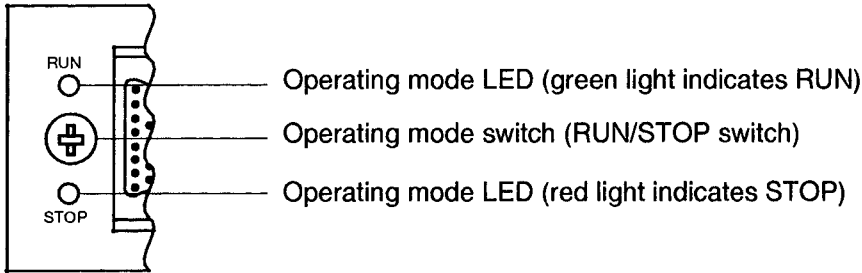 RUN
Operating mode LED (green light indicates RUN)
Operating mode switch (RUN/STOP switch)
Operating mode LED (red light indicates STOP)
STOP